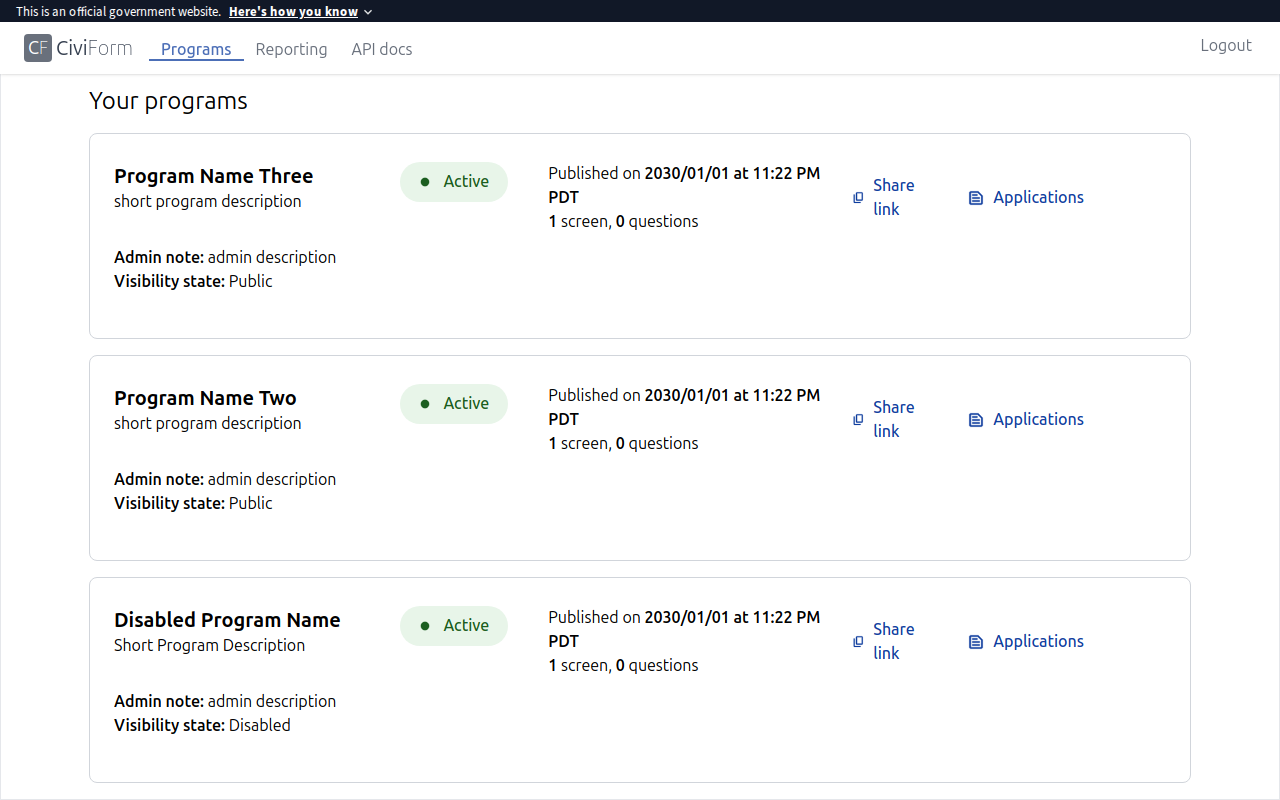 This is an official government website. Here's how you know
CF CiviForm Programs Reporting API docs Logout
Your programs
Program Name Three
short program description
Admin note: admin description
Visibility state: Public
Active
Published on 2030/01/01 at 11:22 PM
PDT
1 screen, 0 questions
Share
link
Applications
Program Name Two
short program description
Admin note: admin description
Visibility state: Public
Active
Published on 2030/01/01 at 11:22 PM
PDT
1 screen, 0 questions
Share
link
Applications
Disabled Program Name
Short Program Description
Admin note: admin description
Visibility state: Disabled
Active
Published on 2030/01/01 at 11:22 PM
PDT
1 screen, 0 questions
Share
link
Applications